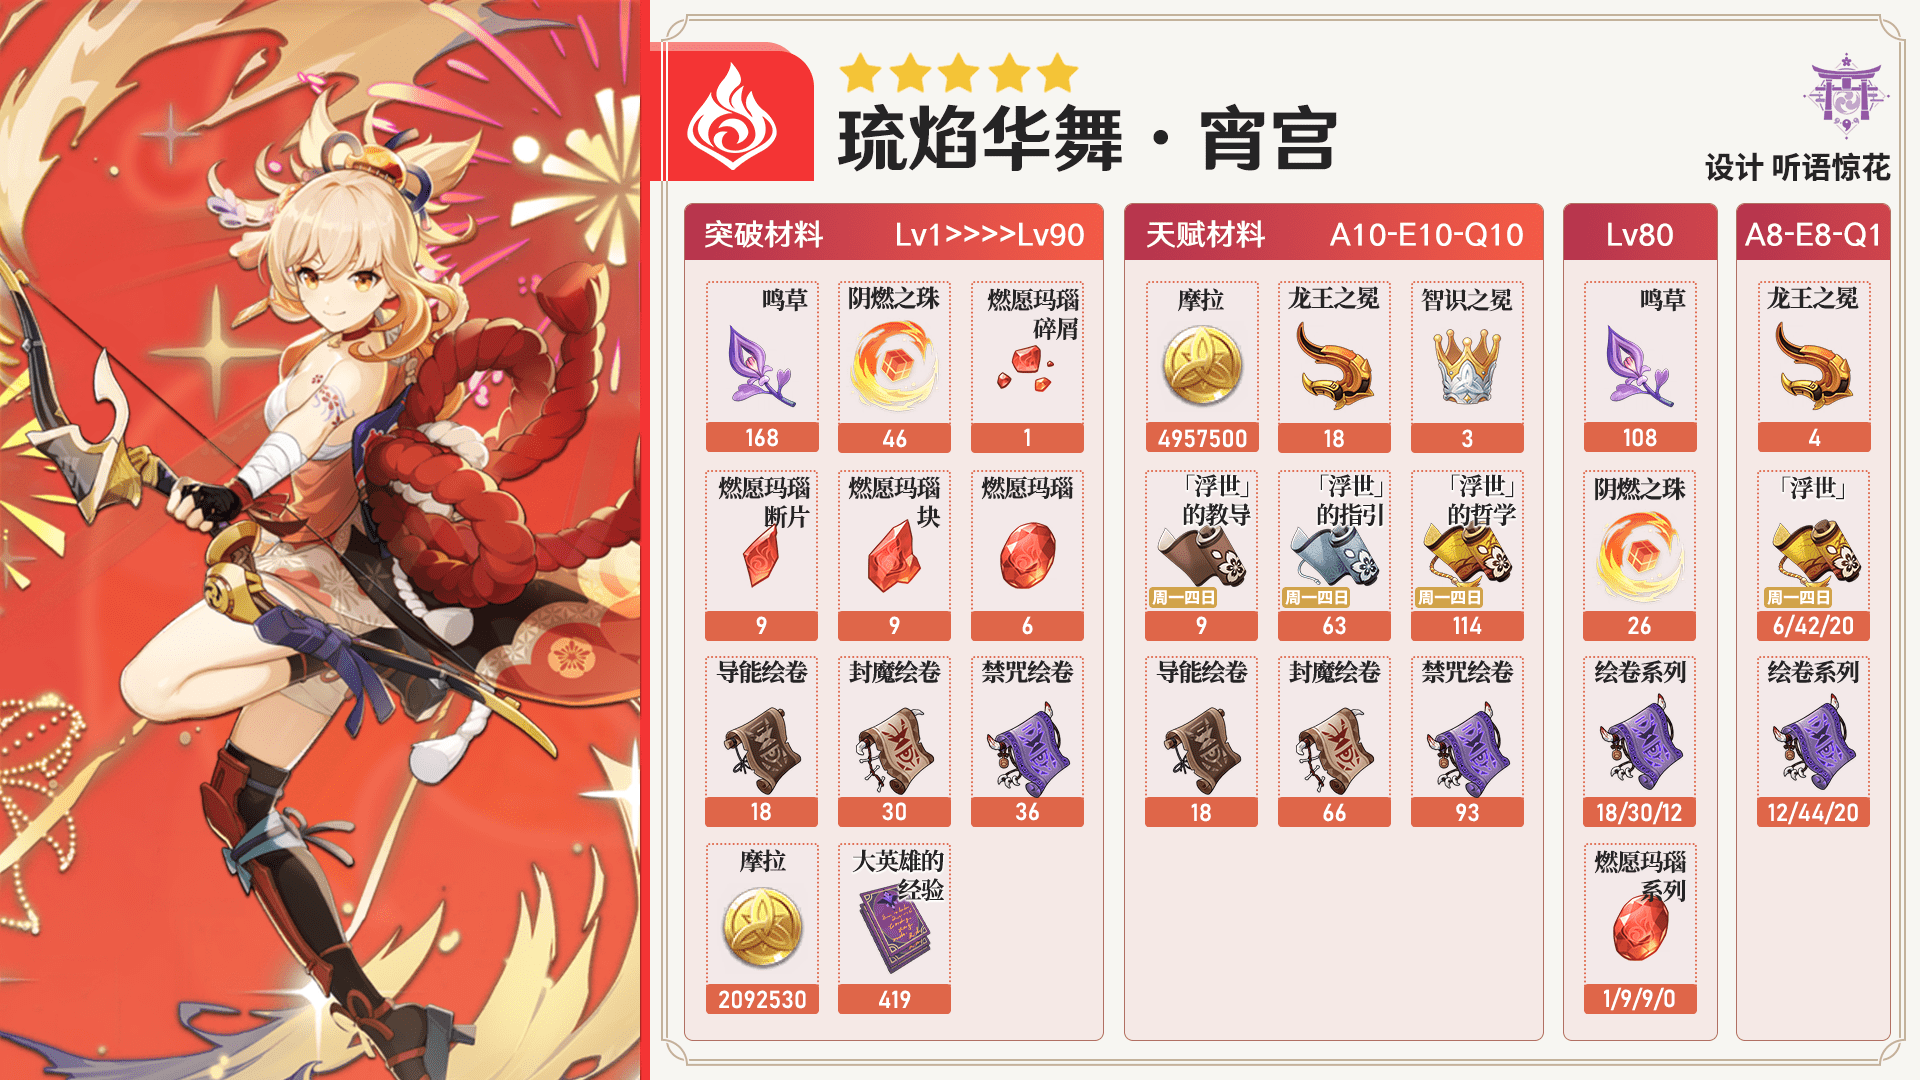 琉焰华舞·宵宫
设计 听语惊花
突破材料 Lv1>>>>Lv90
鸣草
168
阴燃之珠
46
燃愿玛瑙
碎屑
1
燃愿玛瑙
断片
9
燃愿玛瑙
块
9
燃愿玛瑙
6
导能绘卷
18
封魔绘卷
30
禁咒绘卷
36
摩拉
2092530
大英雄的
经验
419
天赋材料 A10-E10-Q10
摩拉
4957500
龙王之冕
18
智识之冕
3
「浮世」
的教导
周一四日
9
「浮世」
的指引
周一四日
63
「浮世」
的哲学
周一四日
114
导能绘卷
18
封魔绘卷
66
禁咒绘卷
93
Lv80
鸣草
108
阴燃之珠
26
绘卷系列
18/30/12
燃愿玛瑙
系列
1/9/9/0
A8-E8-Q1
龙王之冕
4
「浮世」
周一四日
6/42/20
绘卷系列
12/44/20